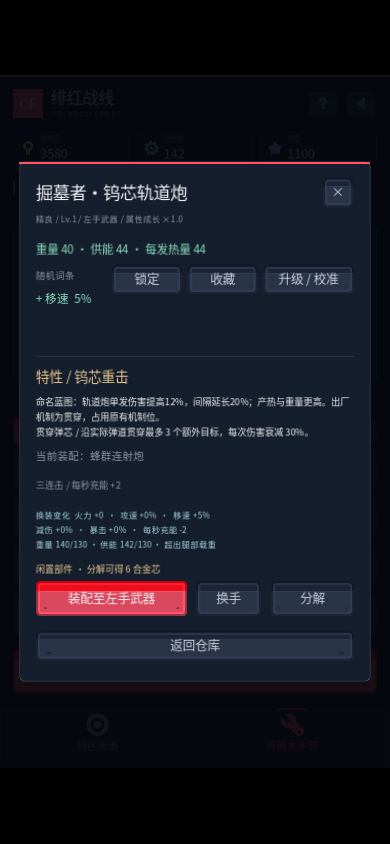 CF
绯红战线
3580
142
1100
掘墓者·钨芯轨道炮
×
精良 / Lv.1 / 左手武器 / 属性成长 ×1.0
重量 40 · 供能 44 · 每发热量 44
随机词条
锁定
收藏
升级 / 校准
+ 移速 5%
特性 / 钨芯重击
命名蓝图：轨道炮单发伤害提高12%，间隔延长20%；产热与重量更高。出厂
机制为贯穿，占用原有机制位。
贯穿弹芯 / 沿实际弹道贯穿最多 3 个额外目标，每次伤害衰减 30%。
当前装配：蜂群连射炮
三连击 / 每秒充能 +2
换装变化 火力 +0 · 攻速 +0% · 移速 +5%
减伤 +0% · 暴击 +0% · 每秒充能 -2
重量 140/130 · 供能 142/130 · 超出腿部载重
闲置部件 · 分解可得 6 合金芯
装配至左手武器
换手
分解
返回仓库